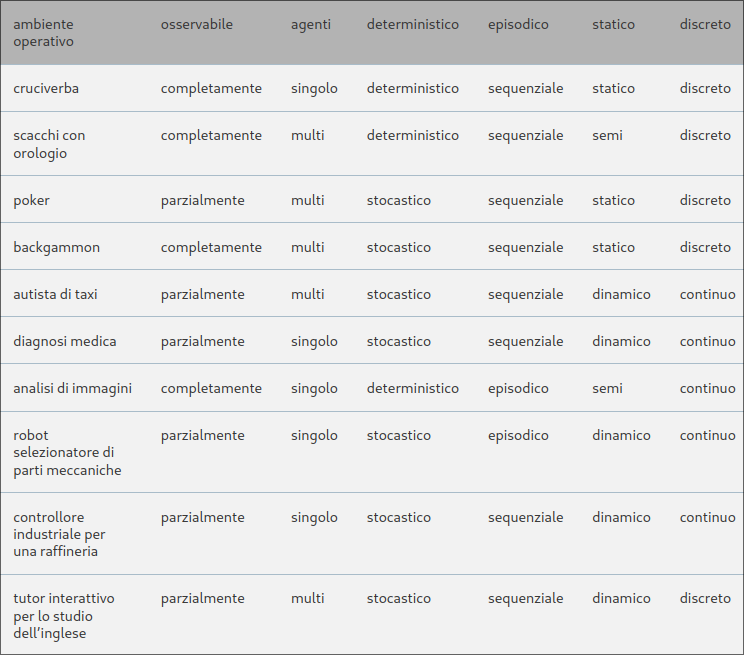 ambiente operativo osservabile agenti deterministico episodico statico discreto
cruciverba completamente singolo deterministico sequenziale statico discreto
scacchi con orologio completamente multi deterministico sequenziale semi discreto
poker parzialmente multi stocastico sequenziale statico discreto
backgammon completamente multi stocastico sequenziale statico discreto
autista di taxi parzialmente multi stocastico sequenziale dinamico continuo
diagnosi medica parzialmente singolo stocastico sequenziale dinamico continuo
analisi di immagini completamente singolo deterministico episodico semi continuo
robot selezionatore di parti meccaniche parzialmente singolo stocastico episodico dinamico continuo
controllore industriale per una raffineria parzialmente singolo stocastico sequenziale dinamico continuo
tutor interattivo per lo studio dell'inglese parzialmente multi stocastico sequenziale dinamico discreto